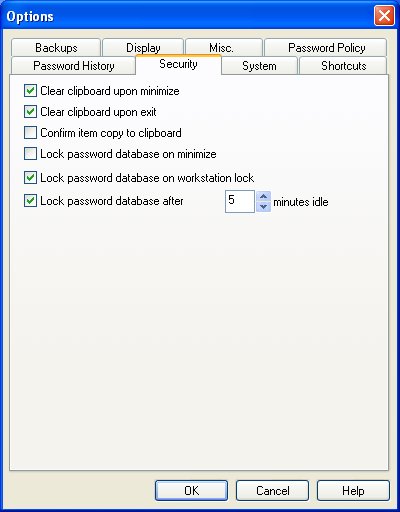 Options
Backups Display Misc. Password Policy
Password History Security System Shortcuts
Clear clipboard upon minimize
Clear clipboard upon exit
Confirm item copy to clipboard
Lock password database on minimize
Lock password database on workstation lock
Lock password database after 5 minutes idle
OK Cancel Help